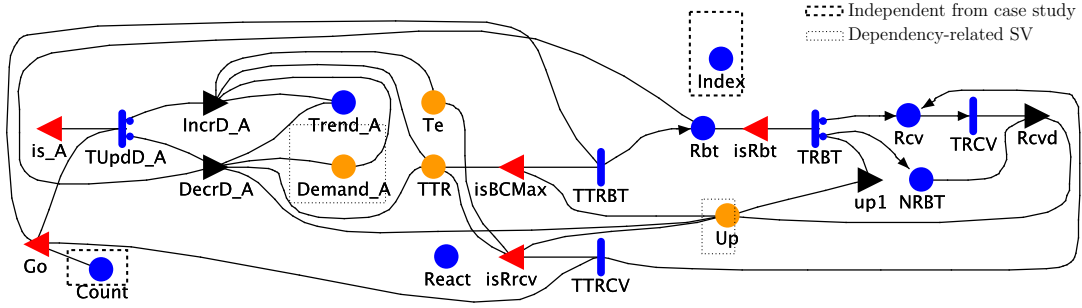 Independent from case study
Dependency-related SV
Index
IncrD_A
Trend_A
Te
Rcv
TRCV
Rcvd
is_A
TUpdD_A
Rbt
isRbt
TRBT
DecrD_A
Demand_A
TTR
isBCMax
TTRBT
up1
NRBT
Up
Go
Count
React
isRrcv
TTRCV